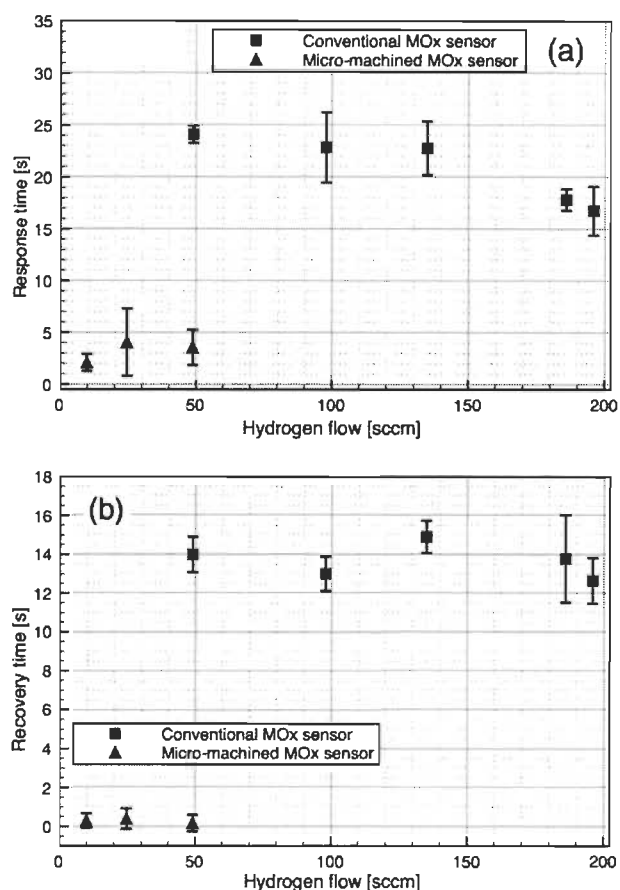 35
Conventional MOx sensor
Micro-machined MOx sensor
(a)
30
25
20
15
10
5
0
Response time [s]
0 50 100 150 200
Hydrogen flow [sccm]
18
(b)
16
14
12
10
8
6
4
2
0
Recovery time [s]
Conventional MOx sensor
Micro-machined MOx sensor
0 50 100 150 200
Hydrogen flow [sccm]